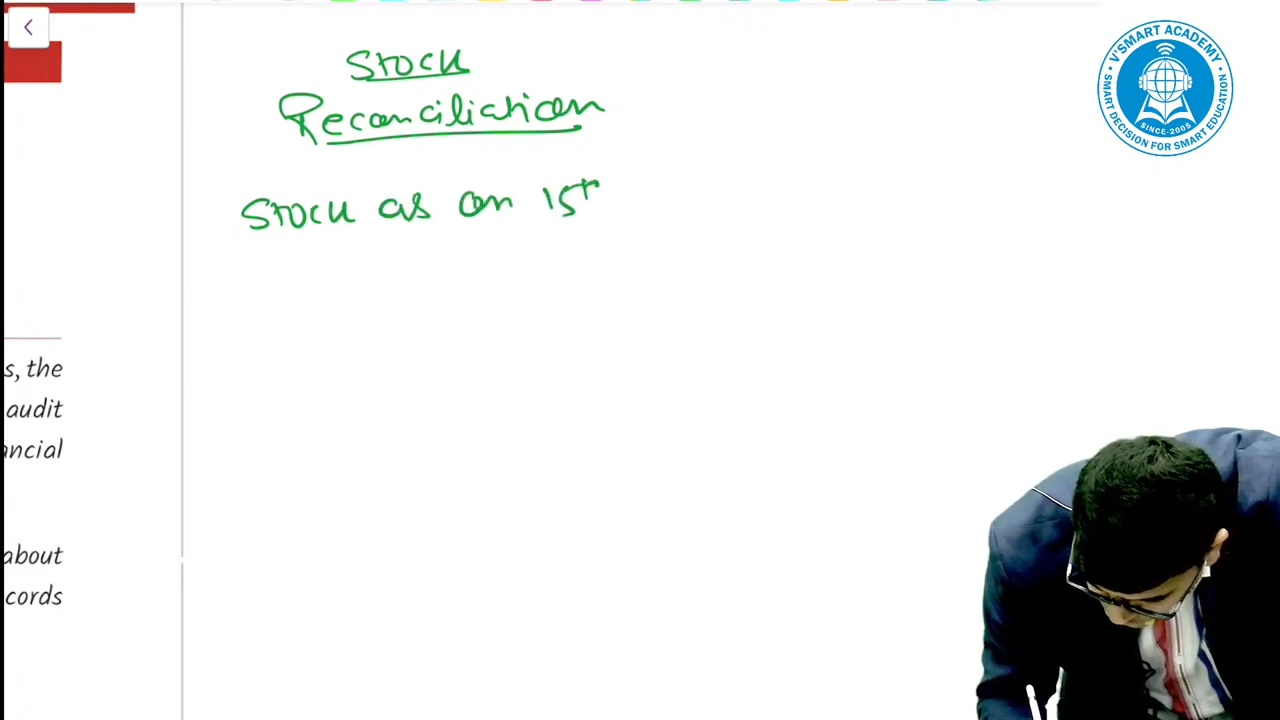 Stock
Reconciliation
Stock as on 15t
s, the
audit
ancial
about
cords
V'SMART ACADEMY
SMART DECISION FOR SMART EDUCATION
SINCE-2005